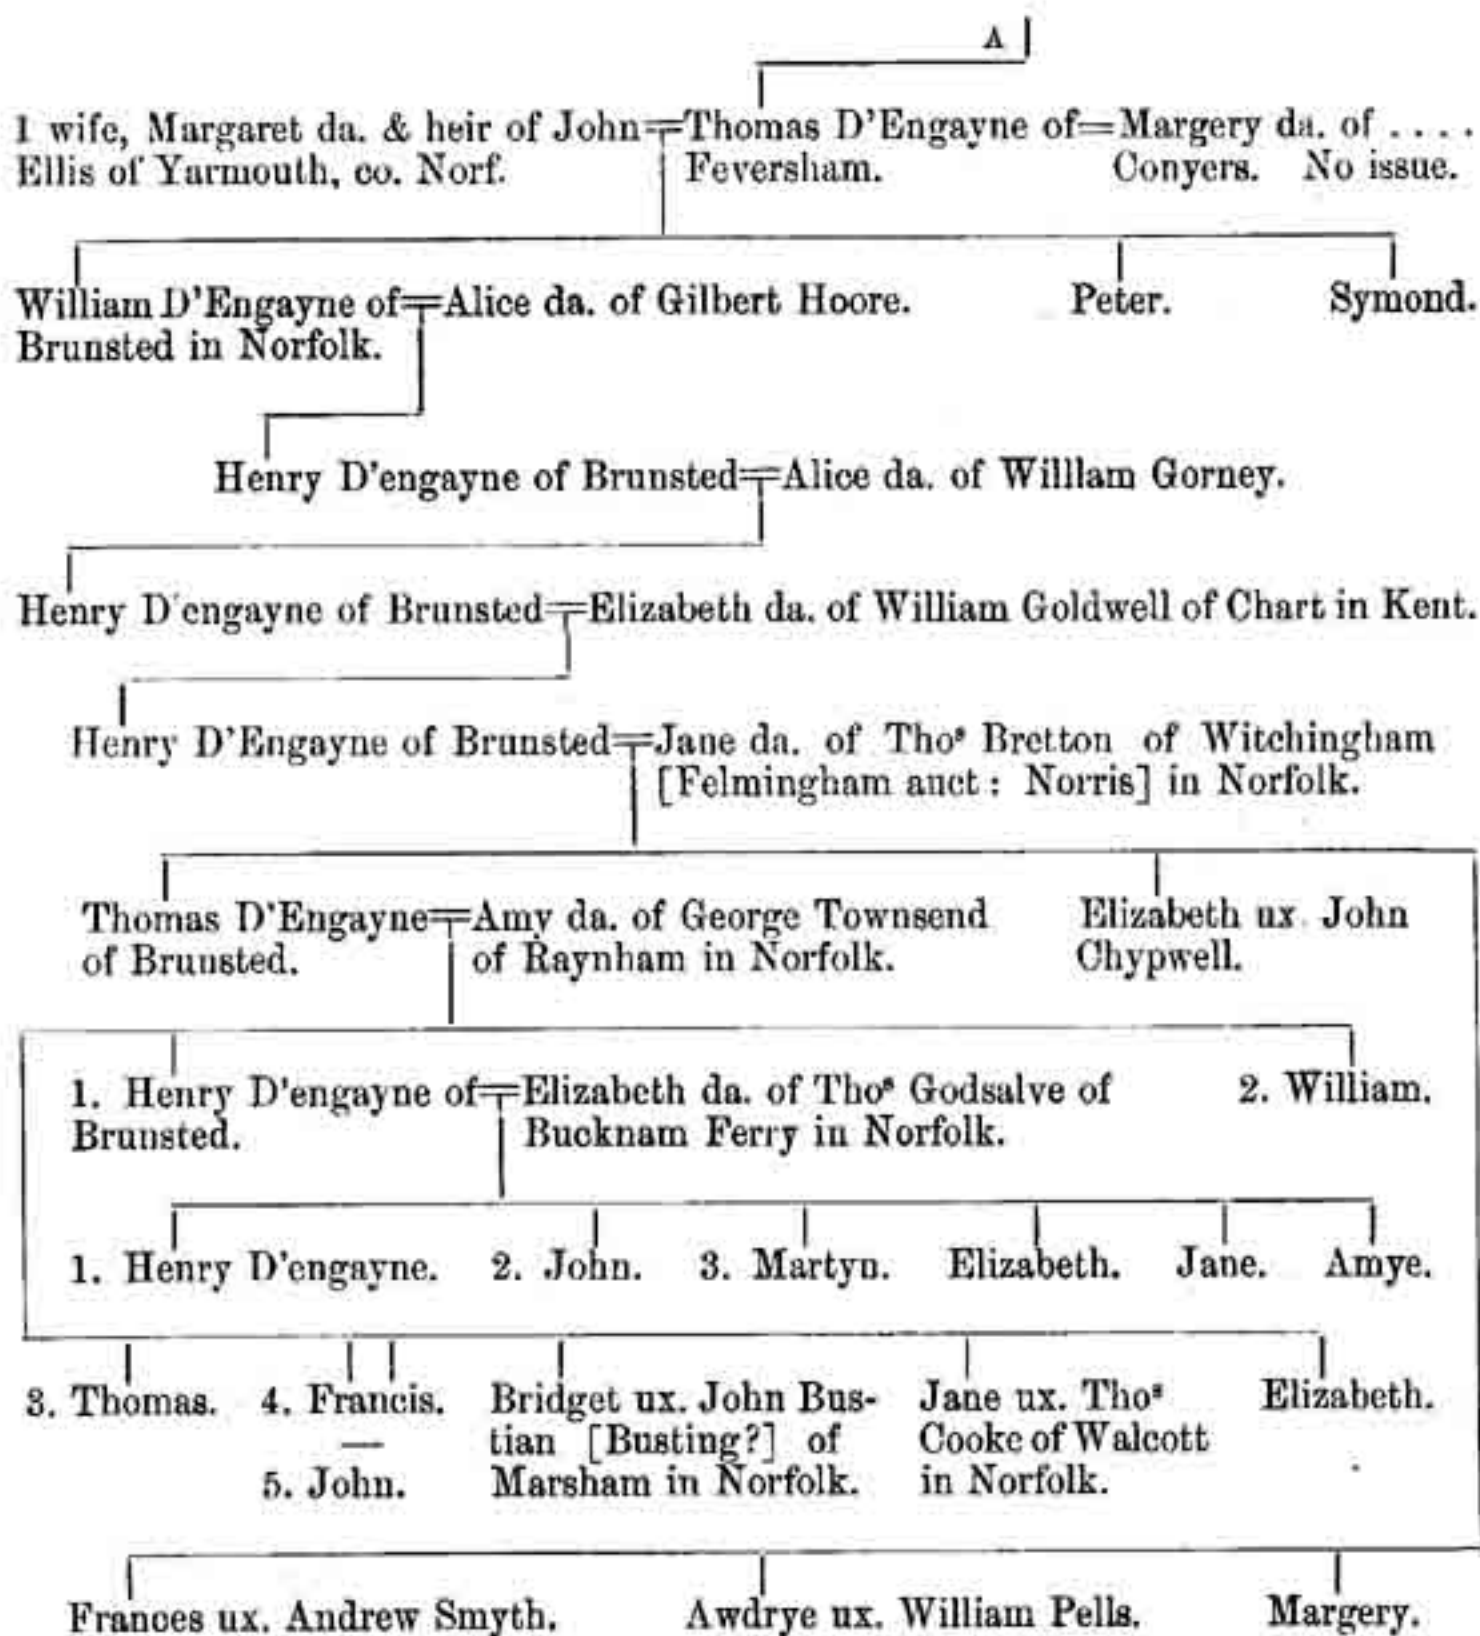 A
1 wife, Margaret da. & heir of John=Thomas D'Engayne of=Margery da. of ....
Ellis of Yarmouth, co. Norf. Feversham. Conyers. No issue.
William D'Engayne of=Alice da. of Gilbert Hoore. Peter. Symond.
Brunsted in Norfolk.
Henry D'engayne of Brunsted=Alice da. of Willlam Gorney.
Henry D'engayne of Brunsted=Elizabeth da. of William Goldwell of Chart in Kent.
Henry D'Engayne of Brunsted=Jane da. of Thoˢ Bretton of Witchingham
[Felmingham auct: Norris] in Norfolk.
Thomas D'Engayne=Amy da. of George Townsend Elizabeth ux. John
of Brunsted. of Raynham in Norfolk. Chypwell.
1. Henry D'engayne of=Elizabeth da. of Thoˢ Godsalve of 2. William.
Brunsted. Bucknam Ferry in Norfolk.
1. Henry D'engayne. 2. John. 3. Martyn. Elizabeth. Jane. Amye.
3. Thomas. 4. Francis. Bridget ux. John Bus- Jane ux. Thoˢ Elizabeth.
— tian [Busting?] of Cooke of Walcott
5. John. Marsham in Norfolk. in Norfolk.
Frances ux. Andrew Smyth. Awdrye ux. William Pells. Margery.